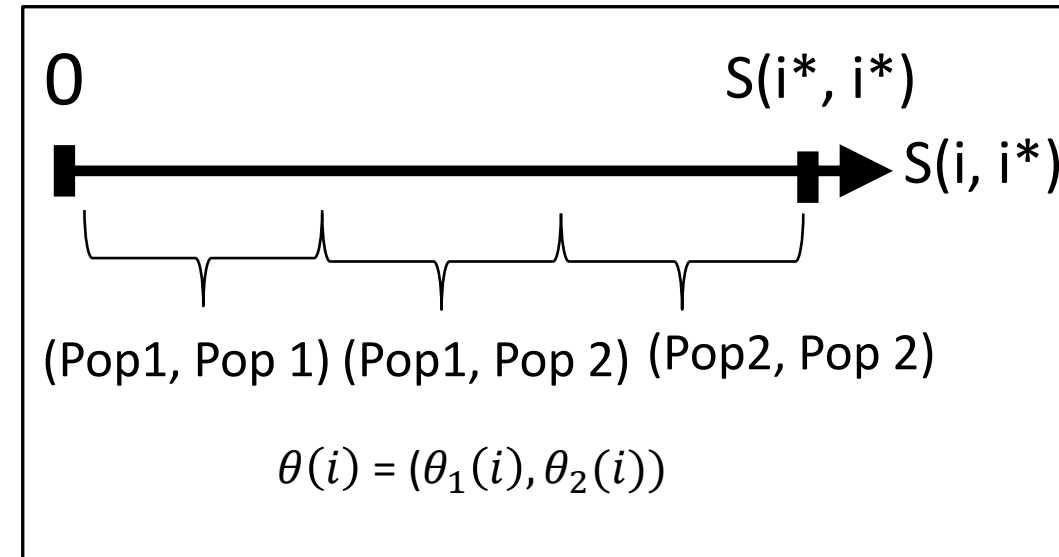 0
S(i*, i*)
S(i, i*)
(Pop1, Pop 1) (Pop1, Pop 2) (Pop2, Pop 2)
θ(i) = (θ₁(i), θ₂(i))